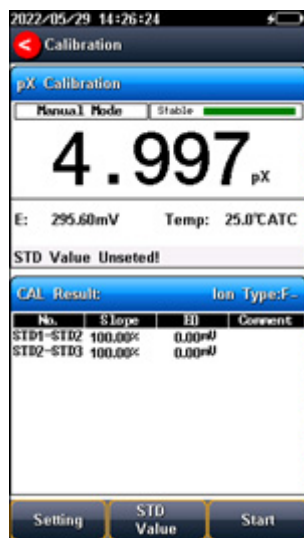 2022/05/29 14:26:24
< Calibration
pX Calibration
Manual Mode Stable
4.997 pX
E: 295.60mV Temp: 25.0℃ATC
STD Value Unseted!
CAL Result: Ion Type:F-
No. Slope E0 Comment
STD1-STD2 100.00% 0.00mV
STD2-STD3 100.00% 0.00mV
Setting STD Value Start